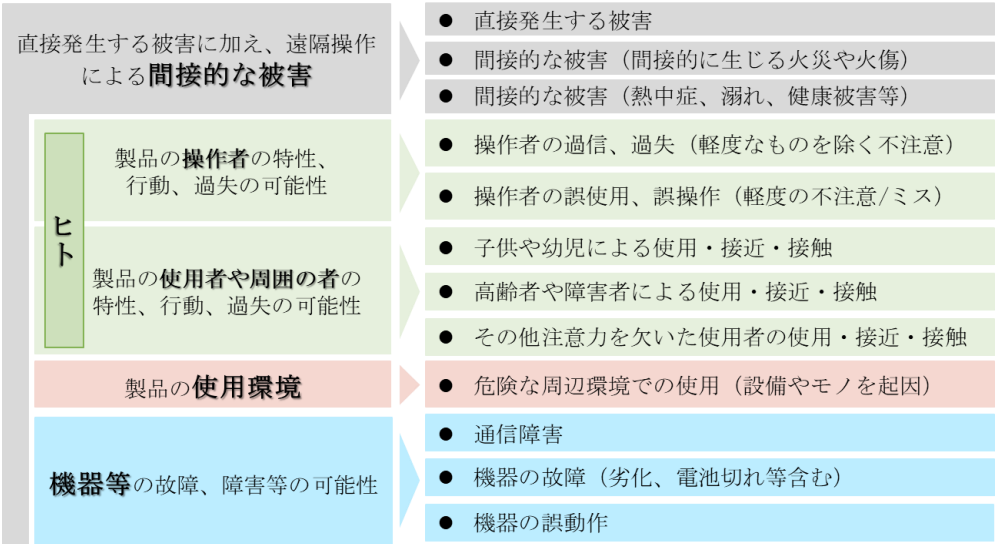 直接発生する被害に加え、遠隔操作
による間接的な被害
● 直接発生する被害
● 間接的な被害（間接的に生じる火災や火傷）
● 間接的な被害（熱中症、溺れ、健康被害等）
ヒト
製品の操作者の特性、
行動、過失の可能性
● 操作者の過信、過失（軽度なものを除く不注意）
● 操作者の誤使用、誤操作（軽度の不注意/ミス）
製品の使用者や周囲の者の
特性、行動、過失の可能性
● 子供や幼児による使用・接近・接触
● 高齢者や障害者による使用・接近・接触
● その他注意力を欠いた使用者の使用・接近・接触
製品の使用環境
● 危険な周辺環境での使用（設備やモノを起因）
機器等の故障、障害等の可能性
● 通信障害
● 機器の故障（劣化、電池切れ等含む）
● 機器の誤動作